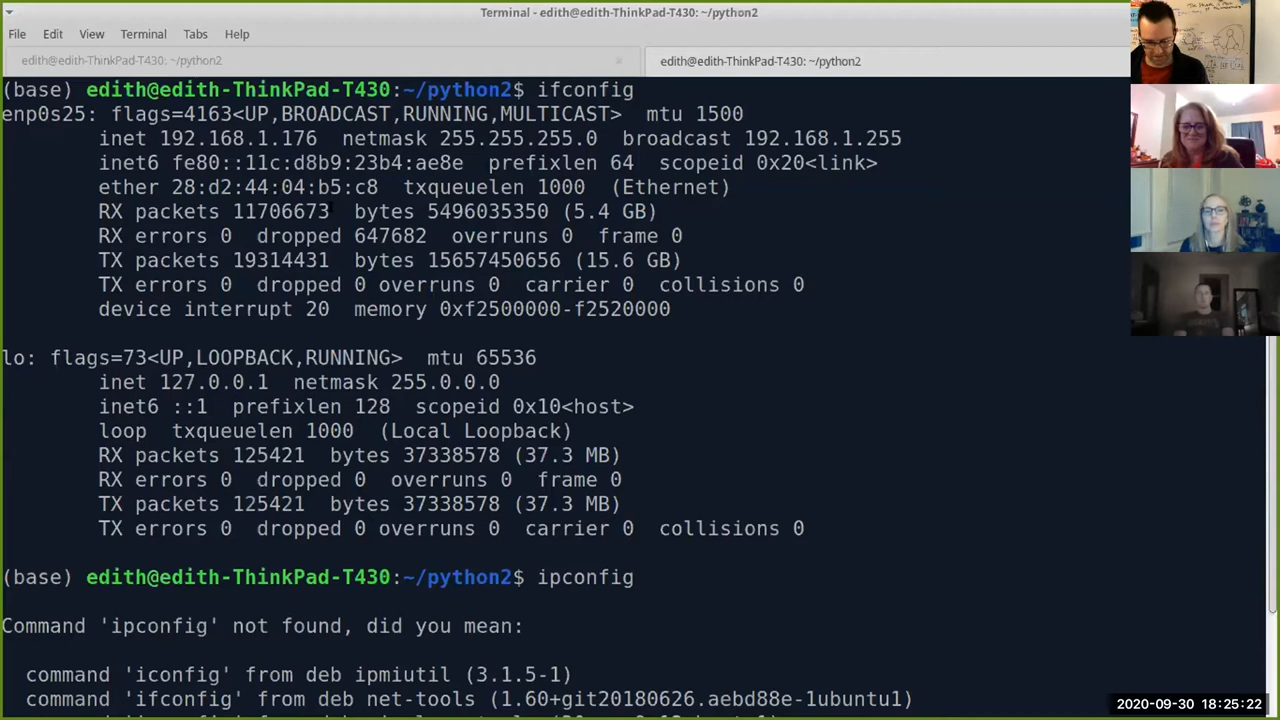 Terminal - edith@edith-ThinkPad-T430: ~/python2
File Edit View Terminal Tabs Help
edith@edith-ThinkPad-T430: ~/python2
edith@edith-ThinkPad-T430: ~/python2
(base) edith@edith-ThinkPad-T430:~/python2$ ifconfig
enp0s25: flags=4163<UP,BROADCAST,RUNNING,MULTICAST>  mtu 1500
        inet 192.168.1.176  netmask 255.255.255.0  broadcast 192.168.1.255
        inet6 fe80::11c:d8b9:23b4:ae8e  prefixlen 64  scopeid 0x20<link>
        ether 28:d2:44:04:b5:c8  txqueuelen 1000  (Ethernet)
        RX packets 11706673  bytes 5496035350 (5.4 GB)
        RX errors 0  dropped 647682  overruns 0  frame 0
        TX packets 19314431  bytes 15657450656 (15.6 GB)
        TX errors 0  dropped 0 overruns 0  carrier 0  collisions 0
        device interrupt 20  memory 0xf2500000-f2520000
lo: flags=73<UP,LOOPBACK,RUNNING>  mtu 65536
        inet 127.0.0.1  netmask 255.0.0.0
        inet6 ::1  prefixlen 128  scopeid 0x10<host>
        loop  txqueuelen 1000  (Local Loopback)
        RX packets 125421  bytes 37338578 (37.3 MB)
        RX errors 0  dropped 0  overruns 0  frame 0
        TX packets 125421  bytes 37338578 (37.3 MB)
        TX errors 0  dropped 0 overruns 0  carrier 0  collisions 0
(base) edith@edith-ThinkPad-T430:~/python2$ ipconfig
Command 'ipconfig' not found, did you mean:
  command 'iconfig' from deb ipmiutil (3.1.5-1)
  command 'ifconfig' from deb net-tools (1.60+git20180626.aebd88e-1ubuntu1)
2020-09-30 18:25:22